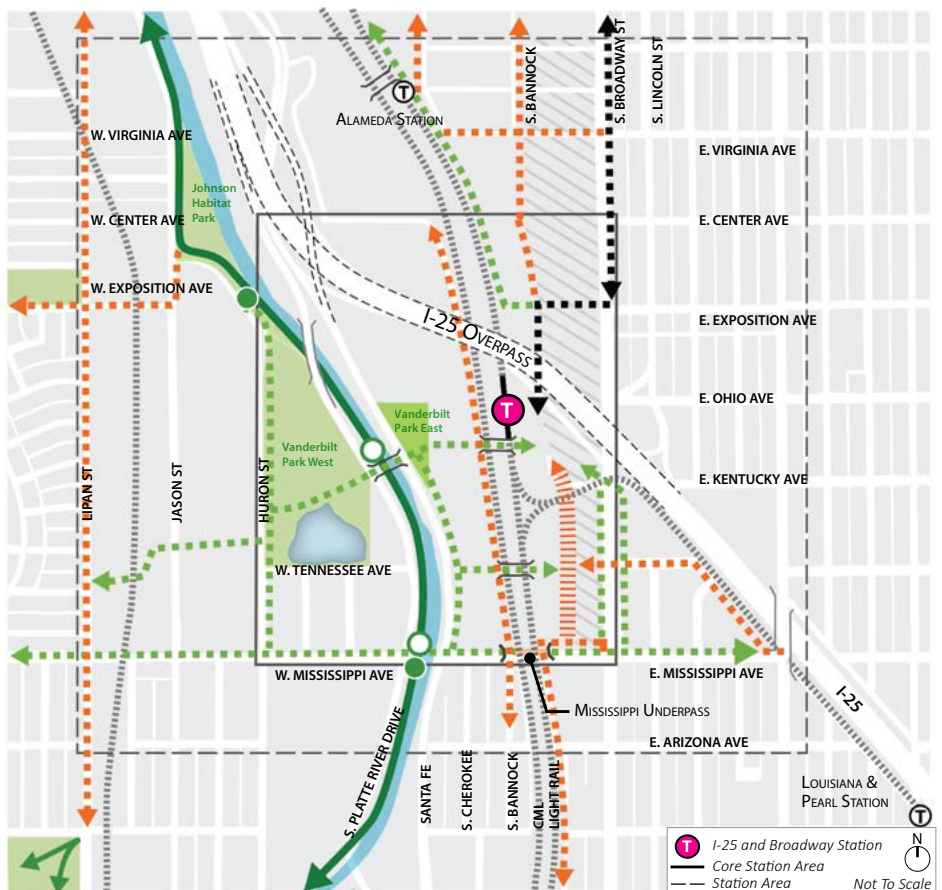 S. BANNOCK
S. BROADWAY ST
S. LINCOLN ST
T
ALAMEDA STATION
W. VIRGINIA AVE
E. VIRGINIA AVE
Johnson
Habitat
Park
W. CENTER AVE
E. CENTER AVE
W. EXPOSITION AVE
I-25 OVERPASS
E. EXPOSITION AVE
E. OHIO AVE
T
Vanderbilt
Park East
Vanderbilt
Park West
LIPAN ST
JASON ST
HURON ST
E. KENTUCKY AVE
W. TENNESSEE AVE
W. MISSISSIPPI AVE
E. MISSISSIPPI AVE
I-25
MISSISSIPPI UNDERPASS
S. PLATTE RIVER DRIVE
SANTA FE
S. CHEROKEE
S. BANNOCK
CML
LIGHT RAIL
E. ARIZONA AVE
LOUISIANA &
PEARL STATION
T
T I-25 and Broadway Station
Core Station Area
Station Area
N
Not To Scale